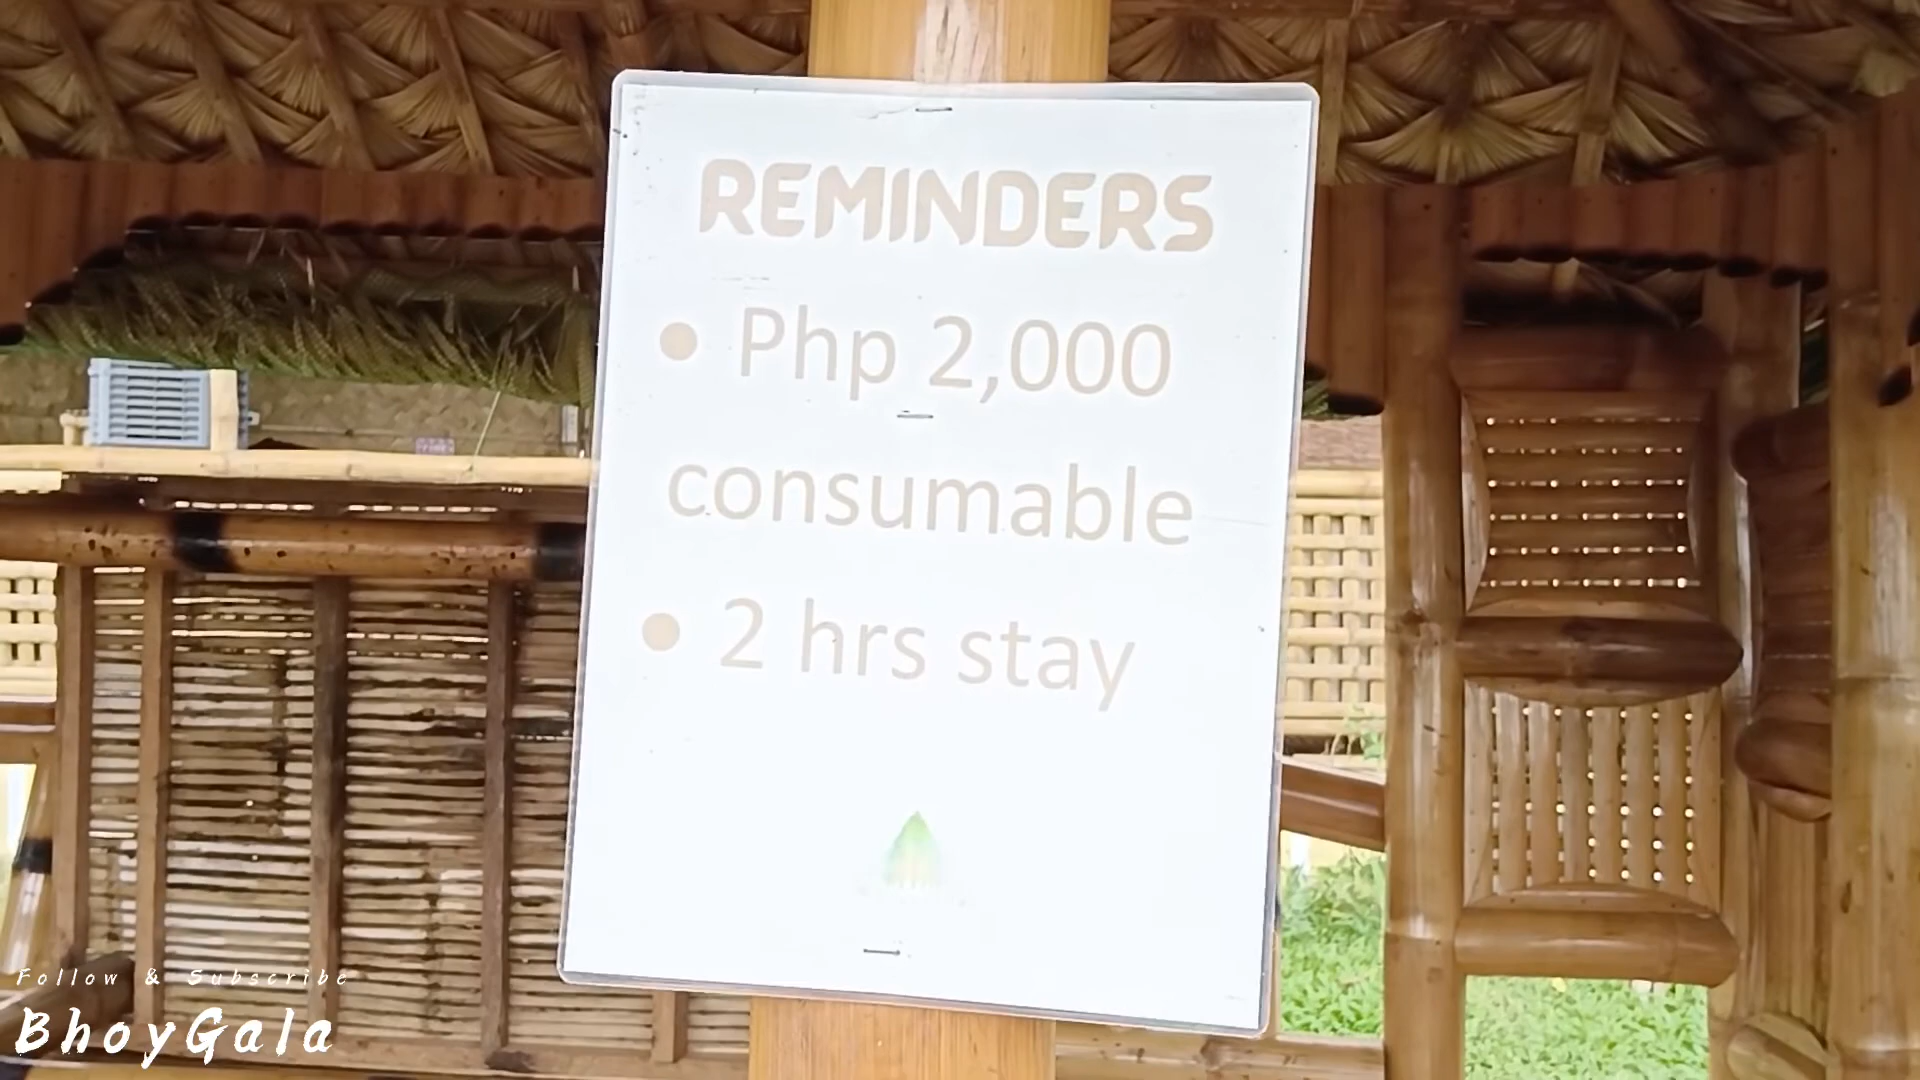 REMINDERS
• Php 2,000
consumable
• 2 hrs stay
Follow & Subscribe
BhoyGala